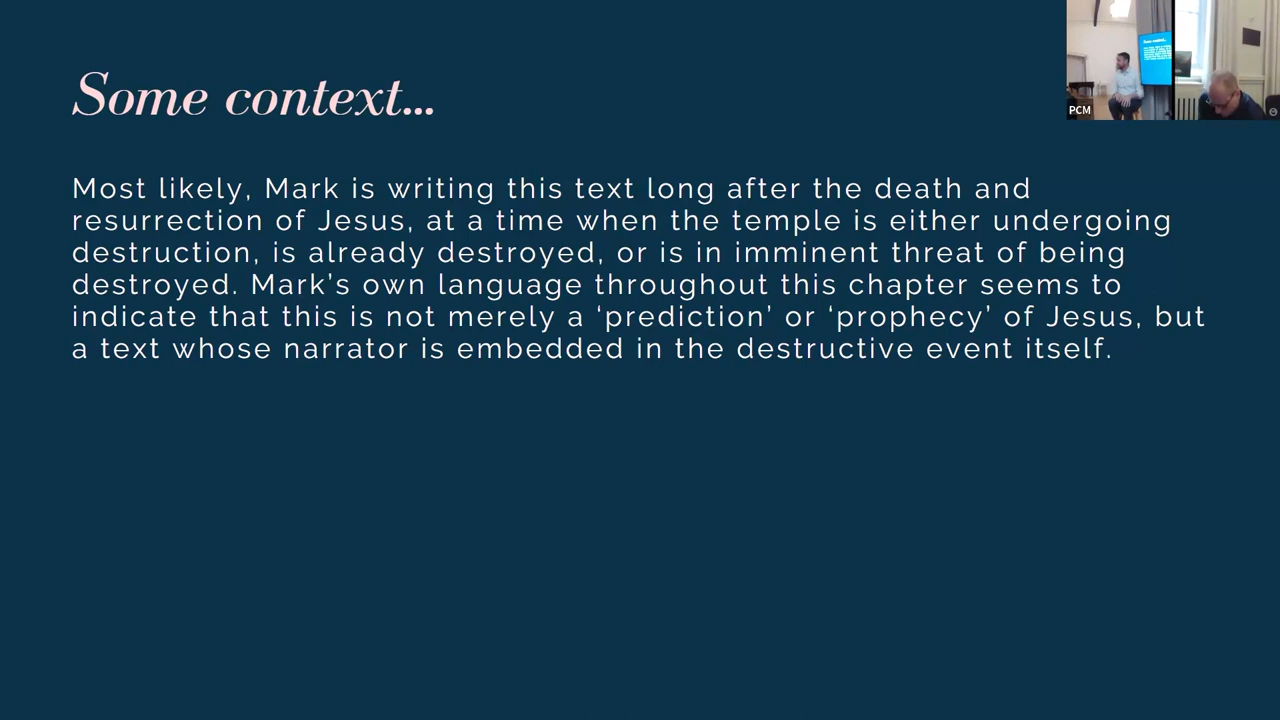 Some context...
Most likely, Mark is writing this text long after the death and
resurrection of Jesus, at a time when the temple is either undergoing
destruction, is already destroyed, or is in imminent threat of being
destroyed. Mark’s own language throughout this chapter seems to
indicate that this is not merely a ‘prediction’ or ‘prophecy’ of Jesus, but
a text whose narrator is embedded in the destructive event itself.
PCM